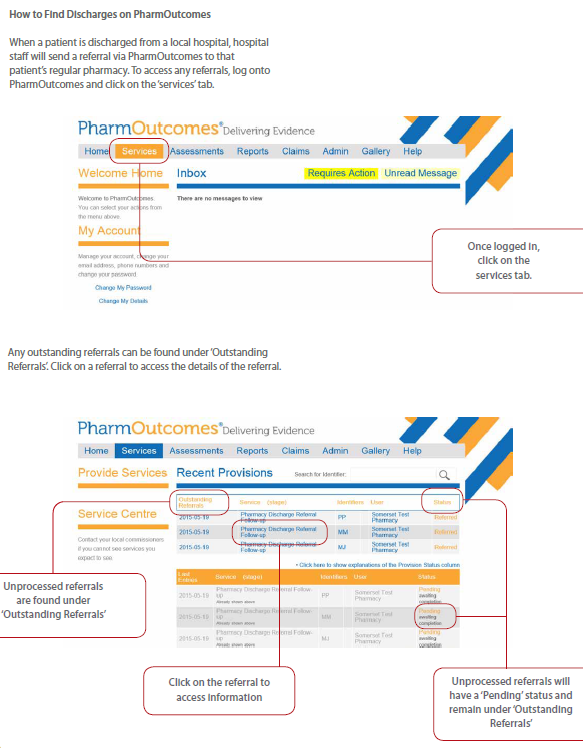 How to Find Discharges on PharmOutcomes
When a patient is discharged from a local hospital, hospital
staff will send a referral via PharmOutcomes to that
patient's regular pharmacy. To access any referrals, log onto
PharmOutcomes and click on the 'services' tab.
PharmOutcomes® Delivering Evidence
Home Services Assessments Reports Claims Admin Gallery Help
Welcome Home Inbox Requires Action Unread Message
Welcome to PharmOutcomes. There are no messages to view
You can select your actions from
the menu above.
My Account
Manage your account, change your
email address, phone numbers and
change your password.
Change My Password
Change My Details
Once logged in,
click on the
services tab.
Any outstanding referrals can be found under 'Outstanding
Referrals'. Click on a referral to access the details of the referral.
PharmOutcomes® Delivering Evidence
Home Services Assessments Reports Claims Admin Gallery Help
Provide Services Recent Provisions Search for Identifier:
Service Centre
Contact your local commissioners
if you cannot see services you
expect to see.
Outstanding
Referrals Service (stage) Identifiers User Status
2015-05-19 Pharmacy Discharge Referral Follow-up PP Somerset Test Pharmacy Referred
2015-05-19 Pharmacy Discharge Referral Follow-up MM Somerset Test Pharmacy Referred
2015-05-19 Pharmacy Discharge Referral Follow-up MJ Somerset Test Pharmacy Referred
• Click here to show explanations of the Provision Status column
Last
Entries Service (stage) Identifiers User Status
2015-05-19 Pharmacy Discharge Referral Follow-up Already shown above PP Somerset Test Pharmacy Pending awaiting completion
2015-05-19 Pharmacy Discharge Referral Follow-up Already shown above MM Somerset Test Pharmacy Pending awaiting completion
2015-05-19 Pharmacy Discharge Referral Follow-up Already shown above MJ Somerset Test Pharmacy Pending awaiting completion
Unprocessed referrals
are found under
'Outstanding Referrals'
Click on the referral to
access information
Unprocessed referrals will
have a 'Pending' status and
remain under 'Outstanding
Referrals'